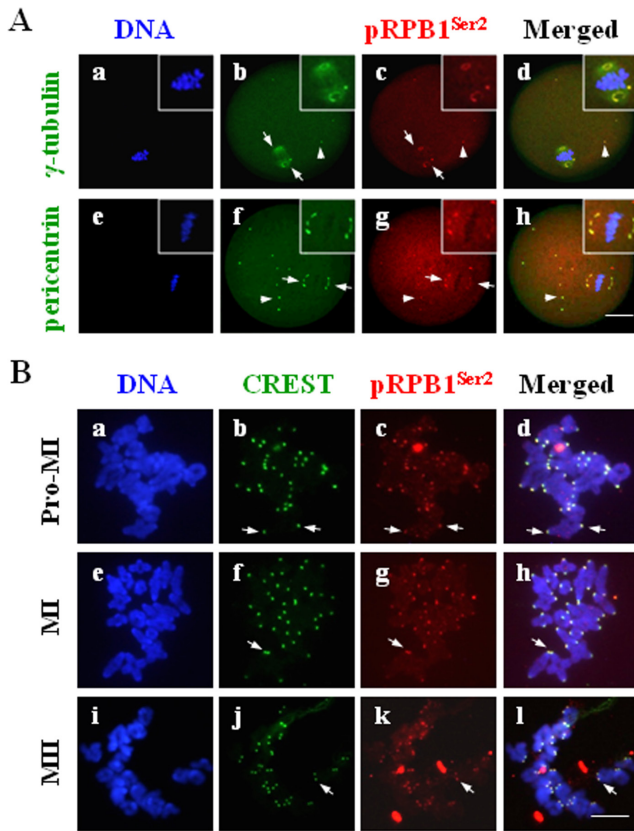 A
DNA pRPB1Ser2 Merged
γ-tubulin
a b c d
pericentrin
e f g h
B
DNA CREST pRPB1Ser2 Merged
Pro-MI
a b c d
MI
e f g h
MII
i j k l